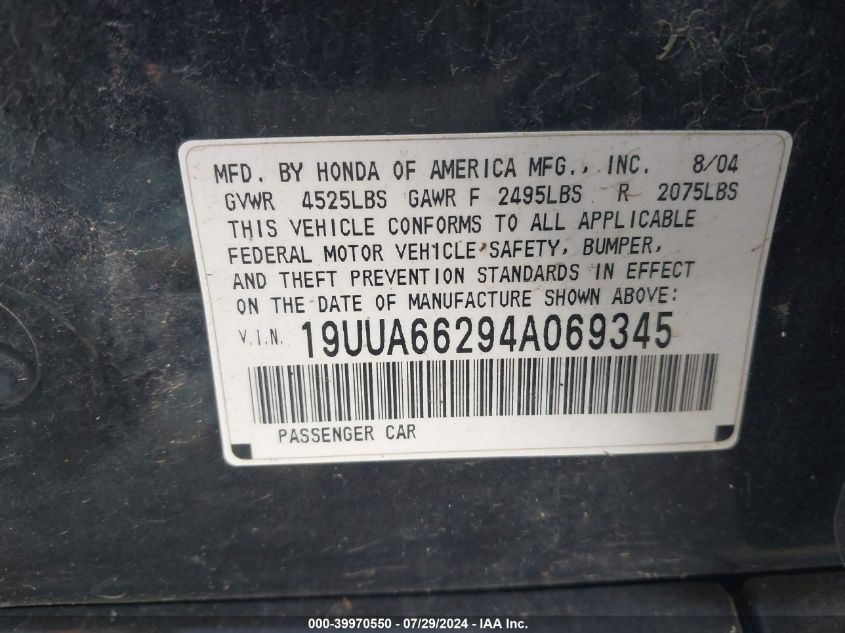 MFD. BY HONDA OF AMERICA MFG., INC. 8/04
GVWR 4525LBS GAWR F 2495LBS R 2075LBS
THIS VEHICLE CONFORMS TO ALL APPLICABLE
FEDERAL MOTOR VEHICLE SAFETY, BUMPER,
AND THEFT PREVENTION STANDARDS IN EFFECT
ON THE DATE OF MANUFACTURE SHOWN ABOVE:
V.I.N. 19UUA66294A069345
PASSENGER CAR
000-39970550 / 07/29/2024 - IAA Inc.